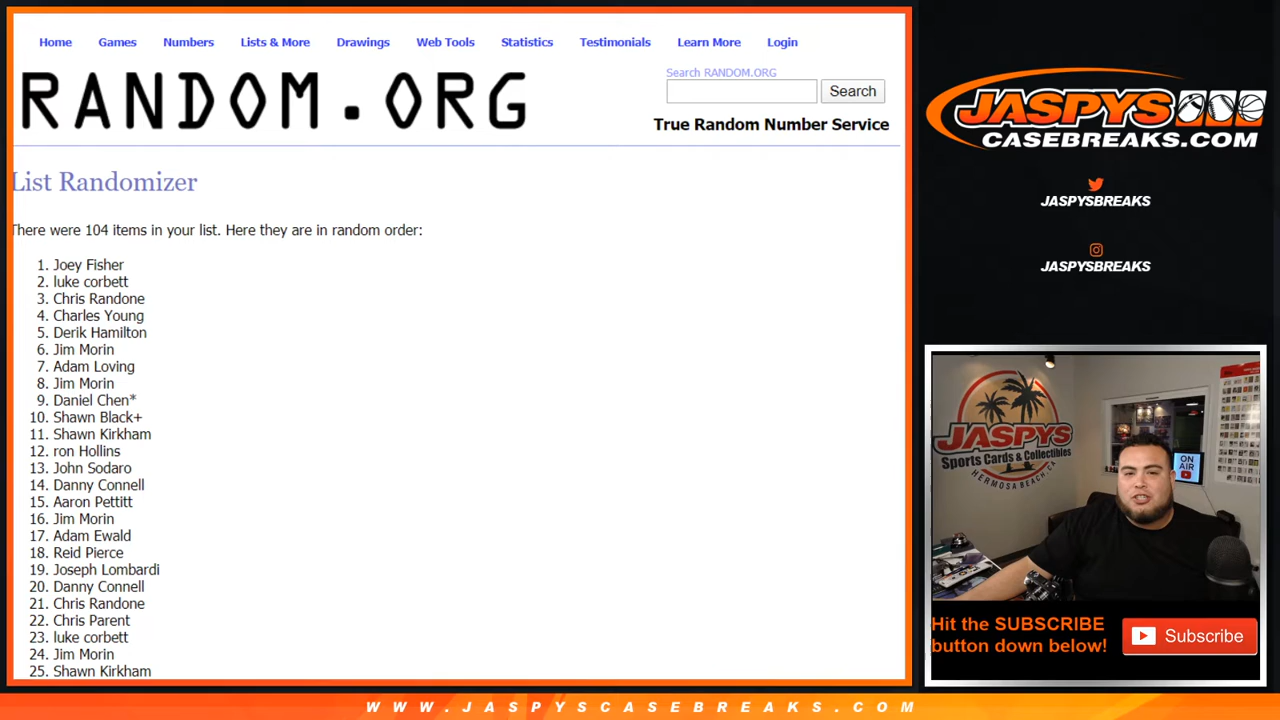 Home Games Numbers Lists & More Drawings Web Tools Statistics Testimonials Learn More Login
RANDOM.ORG
Search RANDOM.ORG
Search
True Random Number Service
List Randomizer
There were 104 items in your list. Here they are in random order:
1. Joey Fisher
2. luke corbett
3. Chris Randone
4. Charles Young
5. Derik Hamilton
6. Jim Morin
7. Adam Loving
8. Jim Morin
9. Daniel Chen*
10. Shawn Black+
11. Shawn Kirkham
12. ron Hollins
13. John Sodaro
14. Danny Connell
15. Aaron Pettitt
16. Jim Morin
17. Adam Ewald
18. Reid Pierce
19. Joseph Lombardi
20. Danny Connell
21. Chris Randone
22. Chris Parent
23. luke corbett
24. Jim Morin
25. Shawn Kirkham
JASPYS
CASEBREAKS.COM
JASPYSBREAKS
JASPYSBREAKS
JASPYS
Sports Cards & Collectibles
HERMOSA BEACH, CA
ON
AIR
Hit the SUBSCRIBE
button down below!
Subscribe
WWW.JASPYSCASEBREAKS.COM